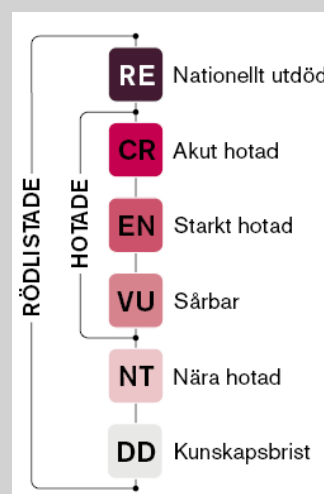 RE Nationellt utdöd
CR Akut hotad
EN Starkt hotad
VU Sårbar
NT Nära hotad
DD Kunskapsbrist
RÖDLISTADE
HOTADE